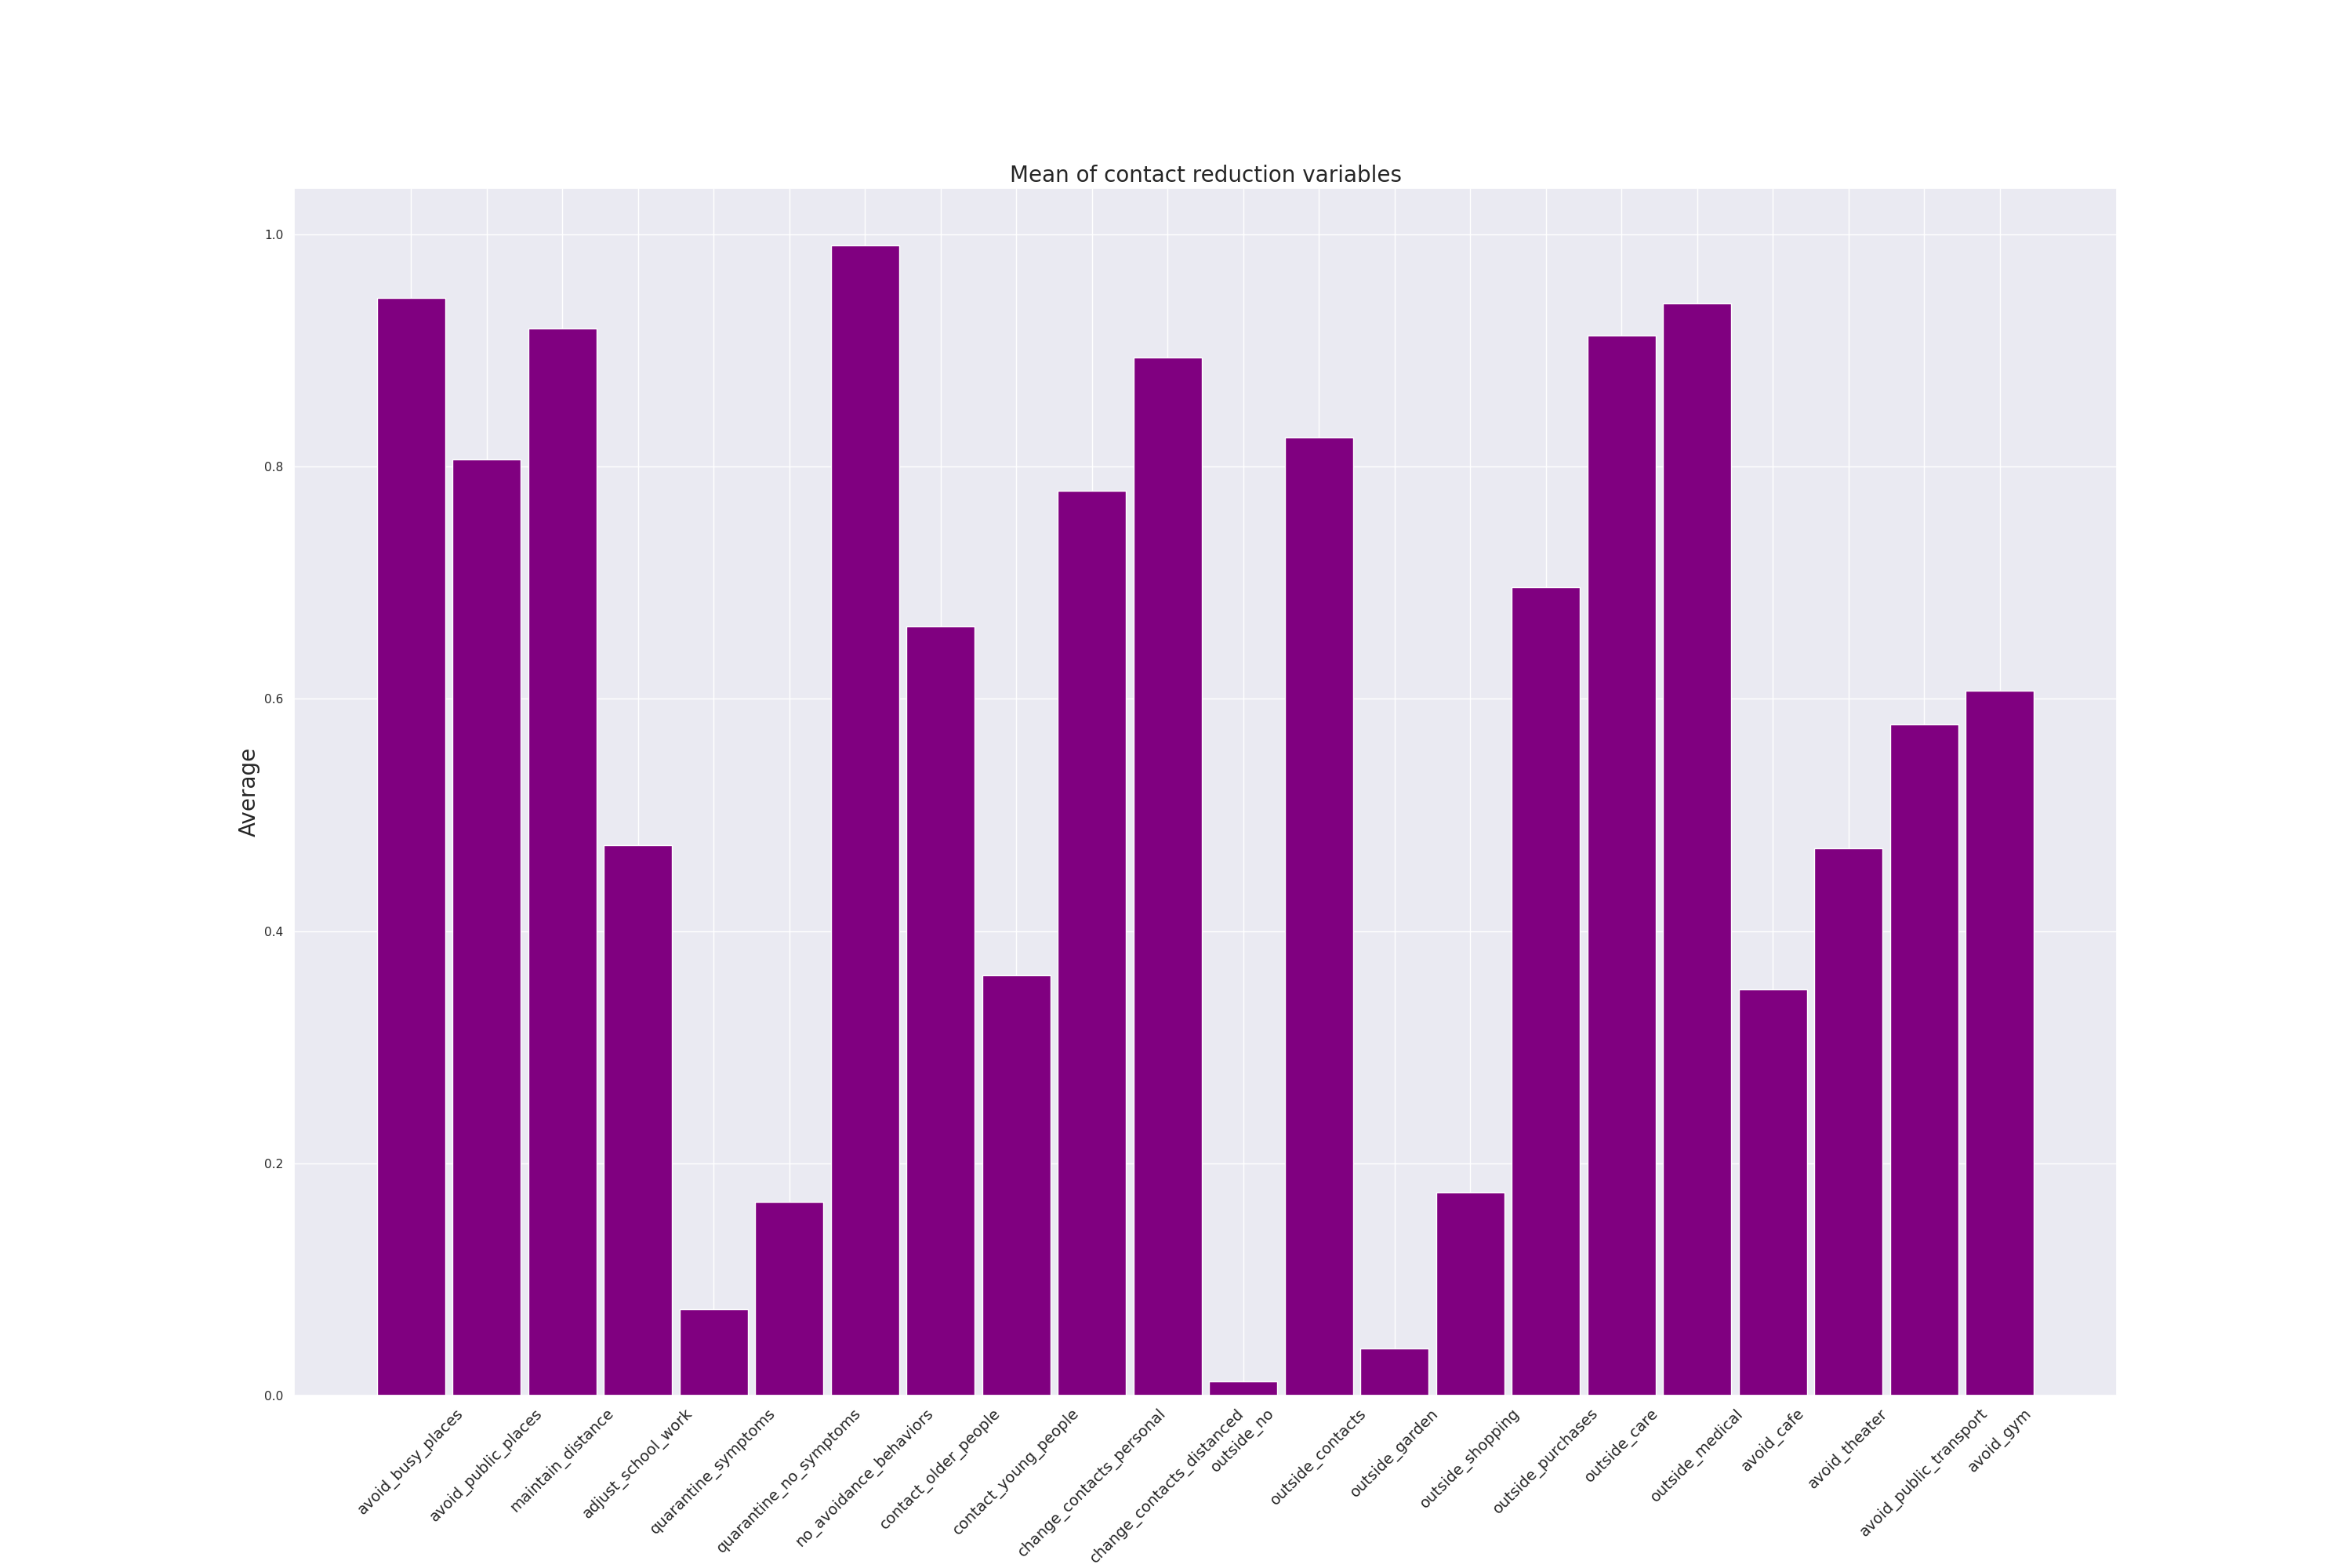 Mean of contact reduction variables
1.0
0.8
0.6
0.4
0.2
0.0
Average
avoid_busy_places
avoid_public_places
maintain_distance
adjust_school_work
quarantine_symptoms
quarantine_no_symptoms
no_avoidance_behaviors
contact_older_people
contact_young_people
change_contacts_personal
change_contacts_distanced
outside_no
outside_contacts
outside_garden
outside_shopping
outside_purchases
outside_care
outside_medical
avoid_cafe
avoid_theater
avoid_public_transport
avoid_gym